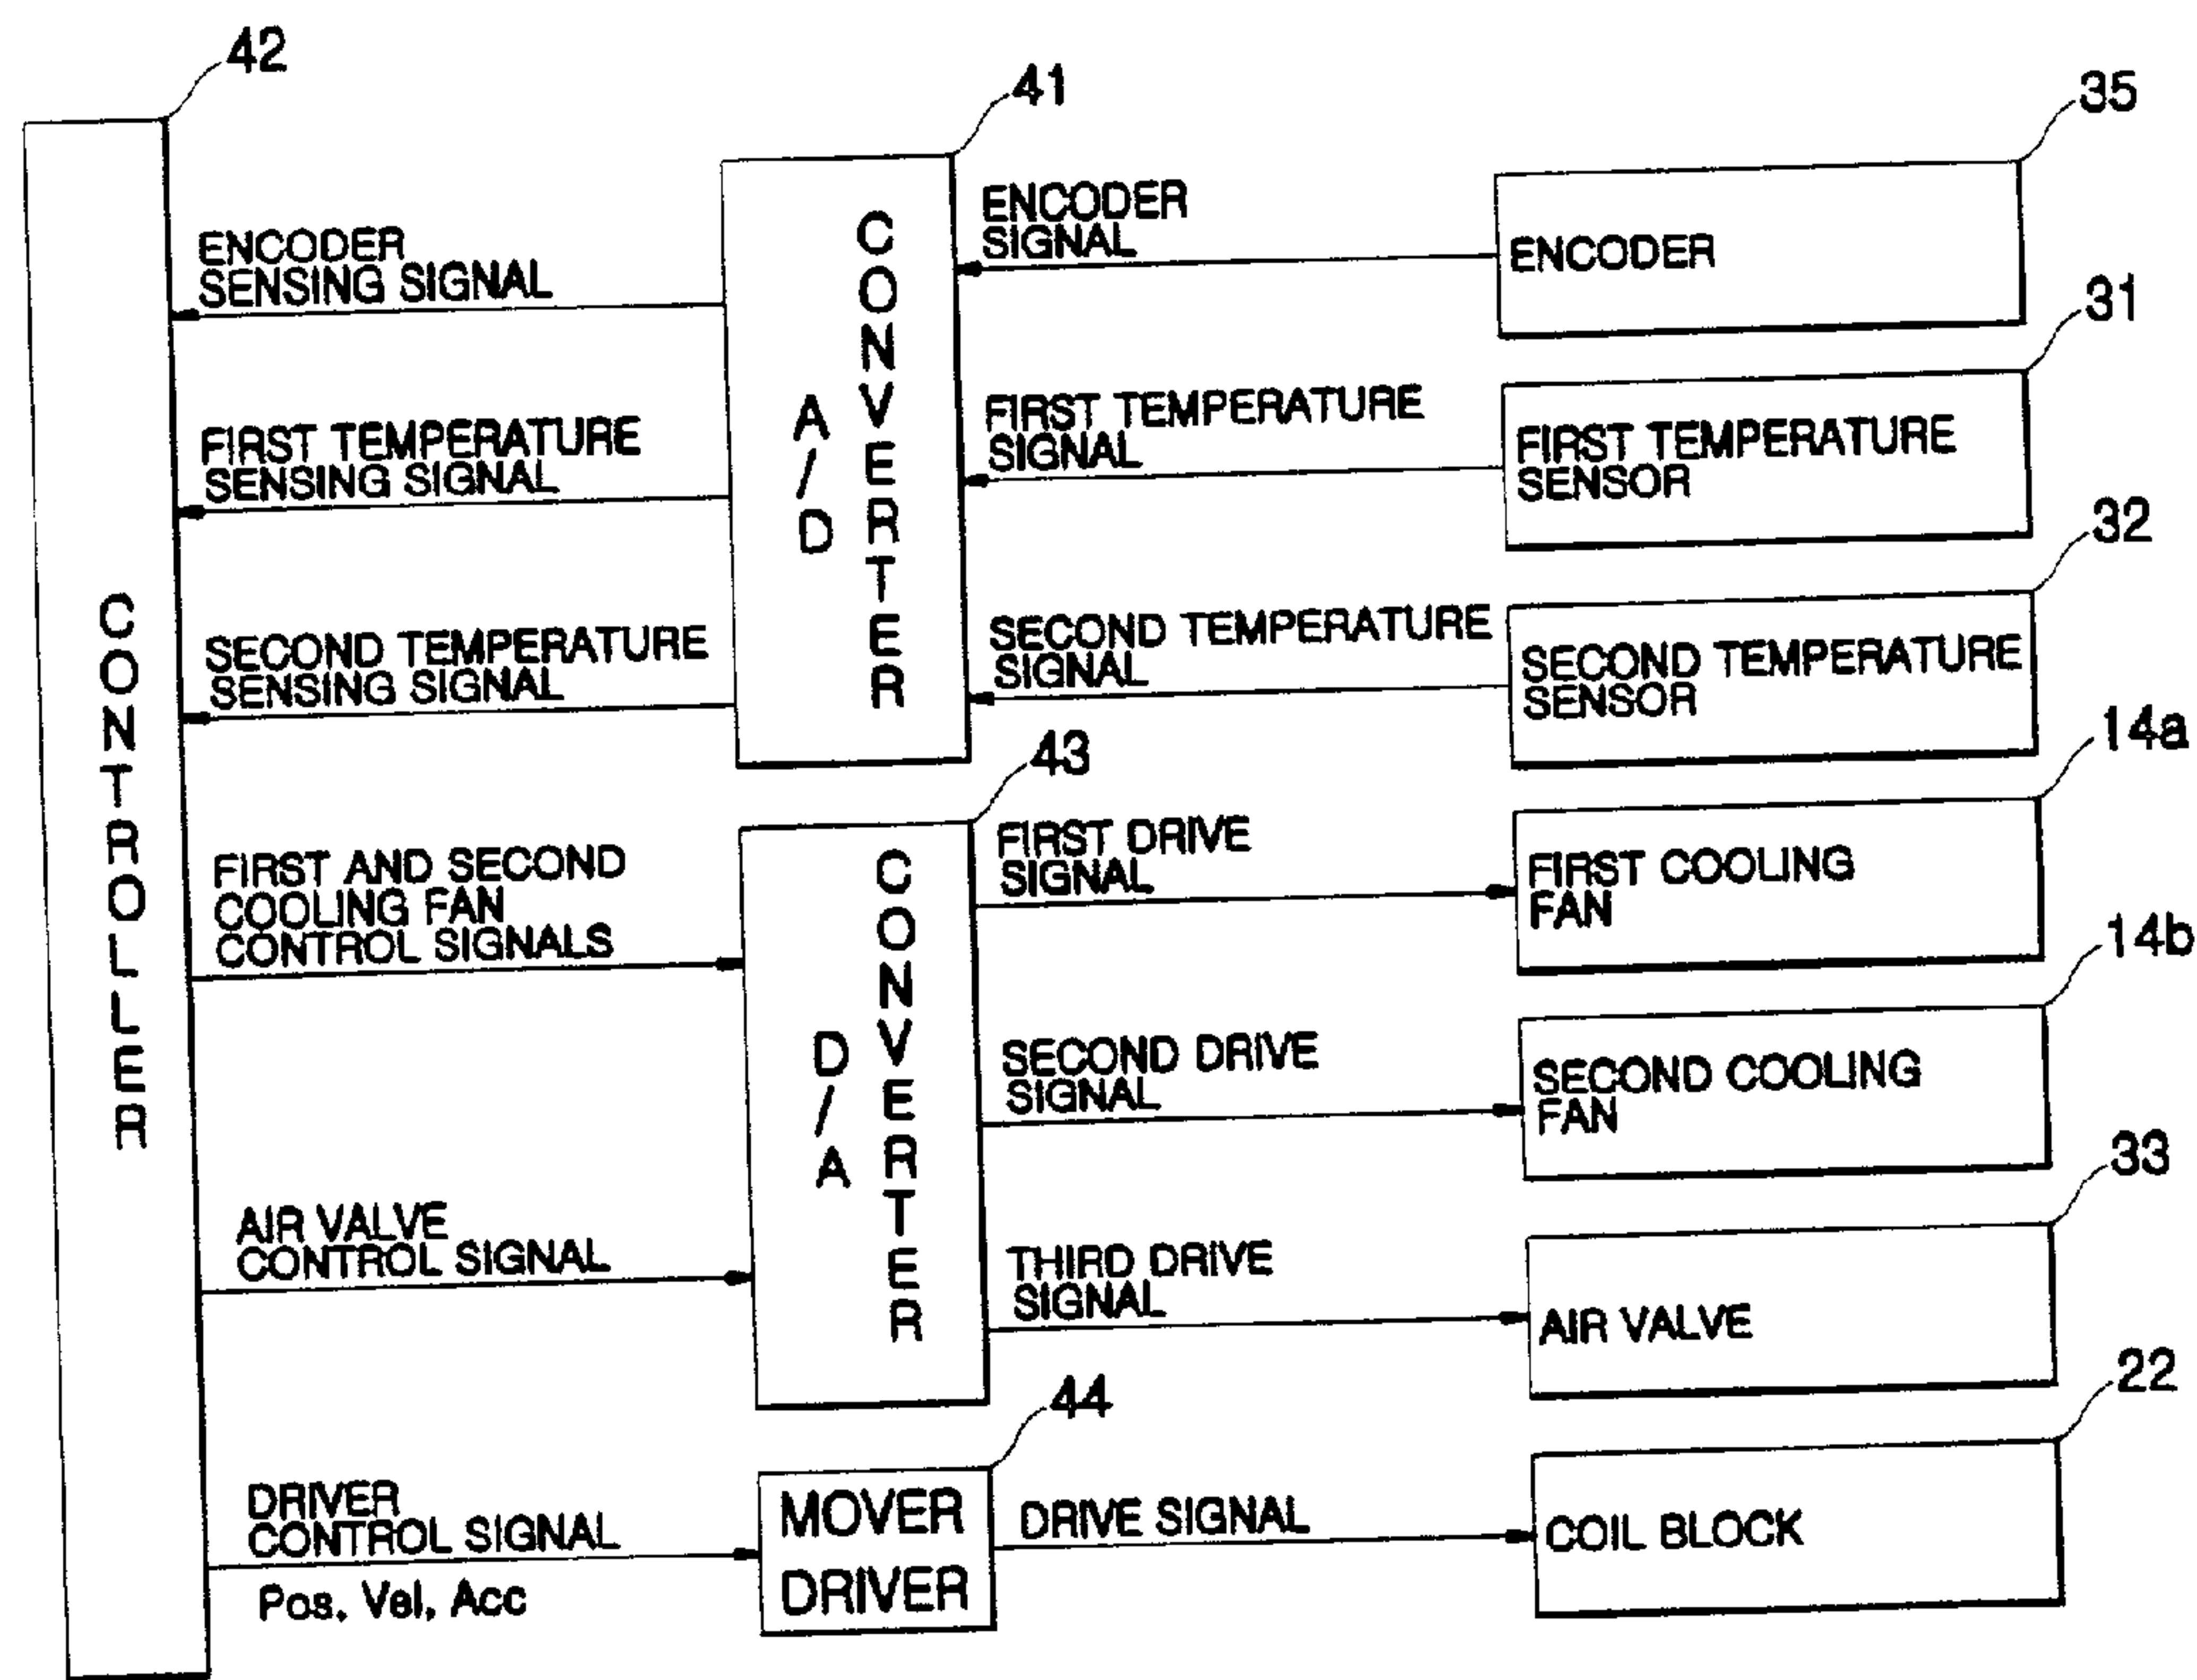 42
41
35
ENCODER
SENSING SIGNAL
ENCODER
SIGNAL
ENCODER
31
FIRST TEMPERATURE
SENSING SIGNAL
A/D
CONVERTER
FIRST TEMPERATURE
SIGNAL
FIRST TEMPERATURE
SENSOR
32
CONTROLLER
SECOND TEMPERATURE
SENSING SIGNAL
SECOND TEMPERATURE
SIGNAL
SECOND TEMPERATURE
SENSOR
43
14a
FIRST AND SECOND
COOLING FAN
CONTROL SIGNALS
FIRST DRIVE
SIGNAL
FIRST COOLING
FAN
14b
D/A
CONVERTER
SECOND DRIVE
SIGNAL
SECOND COOLING
FAN
33
AIR VALVE
CONTROL SIGNAL
THIRD DRIVE
SIGNAL
AIR VALVE
44
22
DRIVER
CONTROL SIGNAL
Pos. Vel, Acc
MOVER
DRIVER
DRIVE SIGNAL
COIL BLOCK